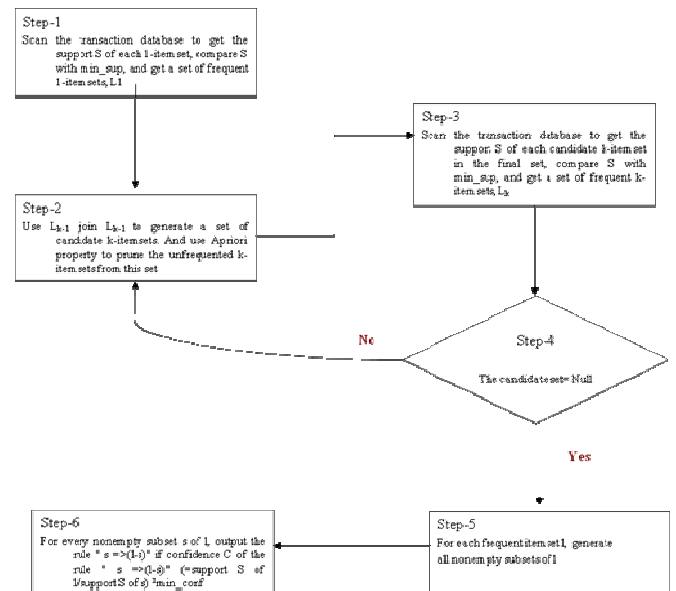 Step-1
Scan the transaction database to get the
support S of each 1-itemset, compare S
with min_sup, and get a set of frequent
1-itemsets, L1
Step-2
Use Lk-1 join Lk-1 to generate a set of
candidate k-itemsets. And use Apriori
property to prune the unfrequented k-
itemsets from this set
Step-3
Scan the transaction database to get the
support S of each candidate k-itemset
in the final set, compare S with
min_sup, and get a set of frequent k-
itemsets, Lk
Step-4
The candidate set= Null
No
Yes
Step-5
For each frequent itemset l, generate
all nonempty subsets of l
Step-6
For every nonempty subset s of l, output the
rule " s =>(l-s)" if confidence C of the
rule " s =>(l-s)" (=support S of
l/support S of s) ³min_conf